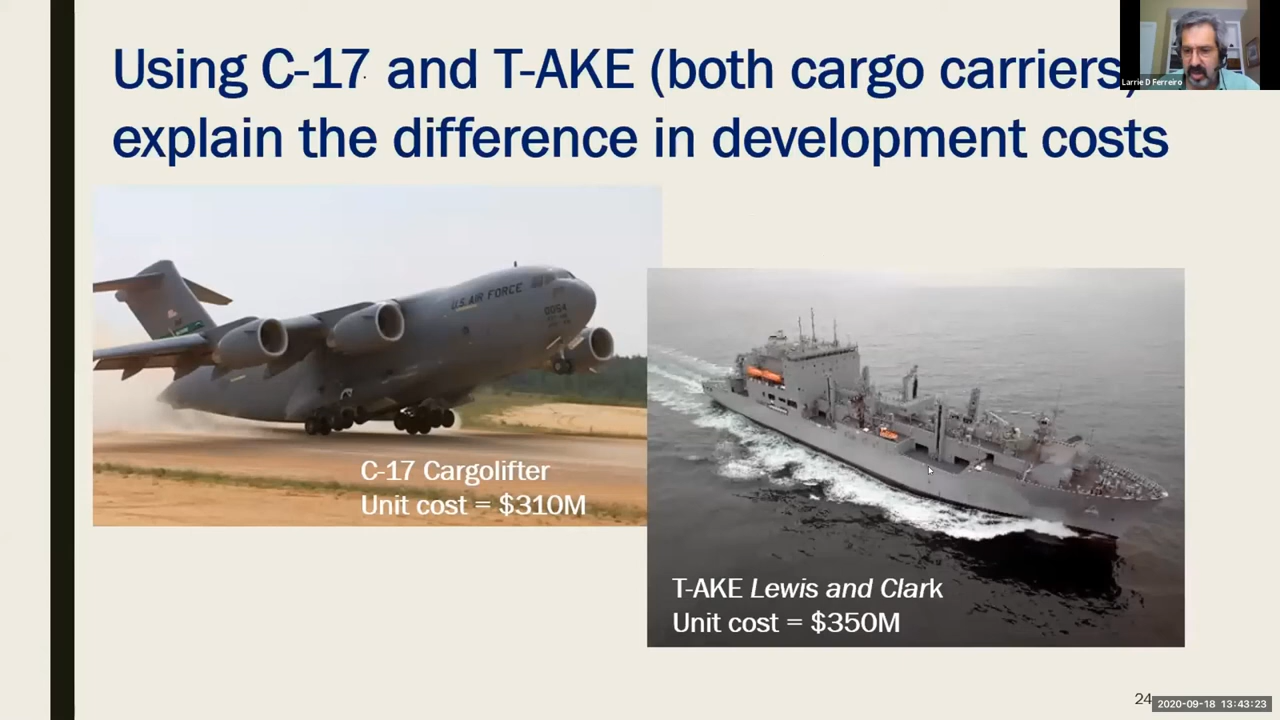 Using C-17 and T-AKE (both cargo carriers,
explain the difference in development costs
Larrie D Ferreiro
U.S. AIR FORCE
C-17 Cargolifter
Unit cost = $310M
T-AKE Lewis and Clark
Unit cost = $350M
24
2020-09-18 13:43:23